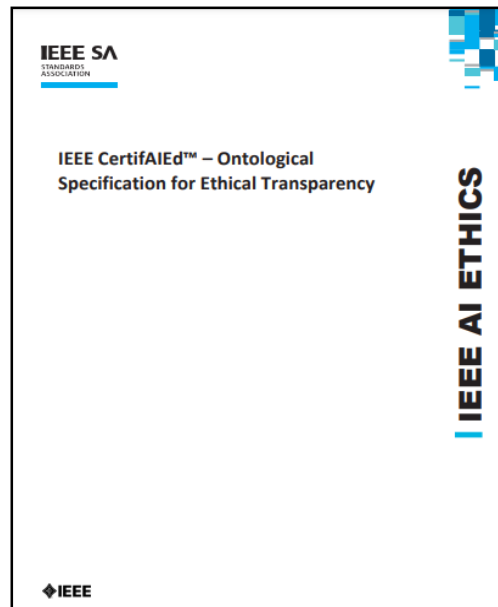 IEEE SA
STANDARDS
ASSOCIATION
IEEE CertifAIEd™ – Ontological
Specification for Ethical Transparency
IEEE AI ETHICS
IEEE